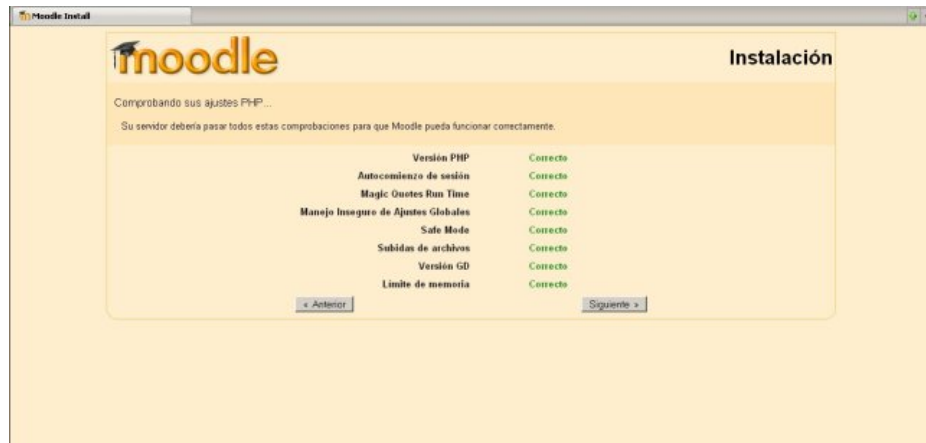 Moodle Install
moodle
Instalación
Comprobando sus ajustes PHP...
Su servidor debería pasar todos estas comprobaciones para que Moodle pueda funcionar correctamente.
Versión PHP Correcto
Autocomienzo de sesión Correcto
Magic Quotes Run Time Correcto
Manejo Inseguro de Ajustes Globales Correcto
Safe Mode Correcto
Subidas de archivos Correcto
Versión GD Correcto
Límite de memoria Correcto
« Anterior Siguiente »